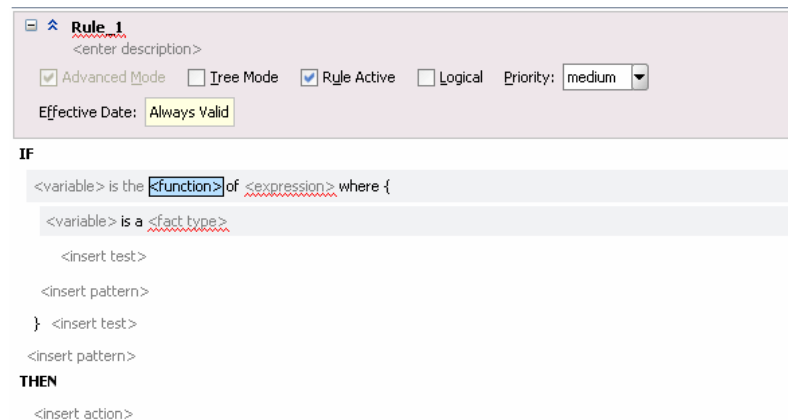 Rule_1
<enter description>
Advanced Mode Tree Mode Rule Active Logical Priority: medium
Effective Date: Always Valid
IF
<variable> is the <function> of <expression> where {
<variable> is a <fact type>
<insert test>
<insert pattern>
} <insert test>
<insert pattern>
THEN
<insert action>